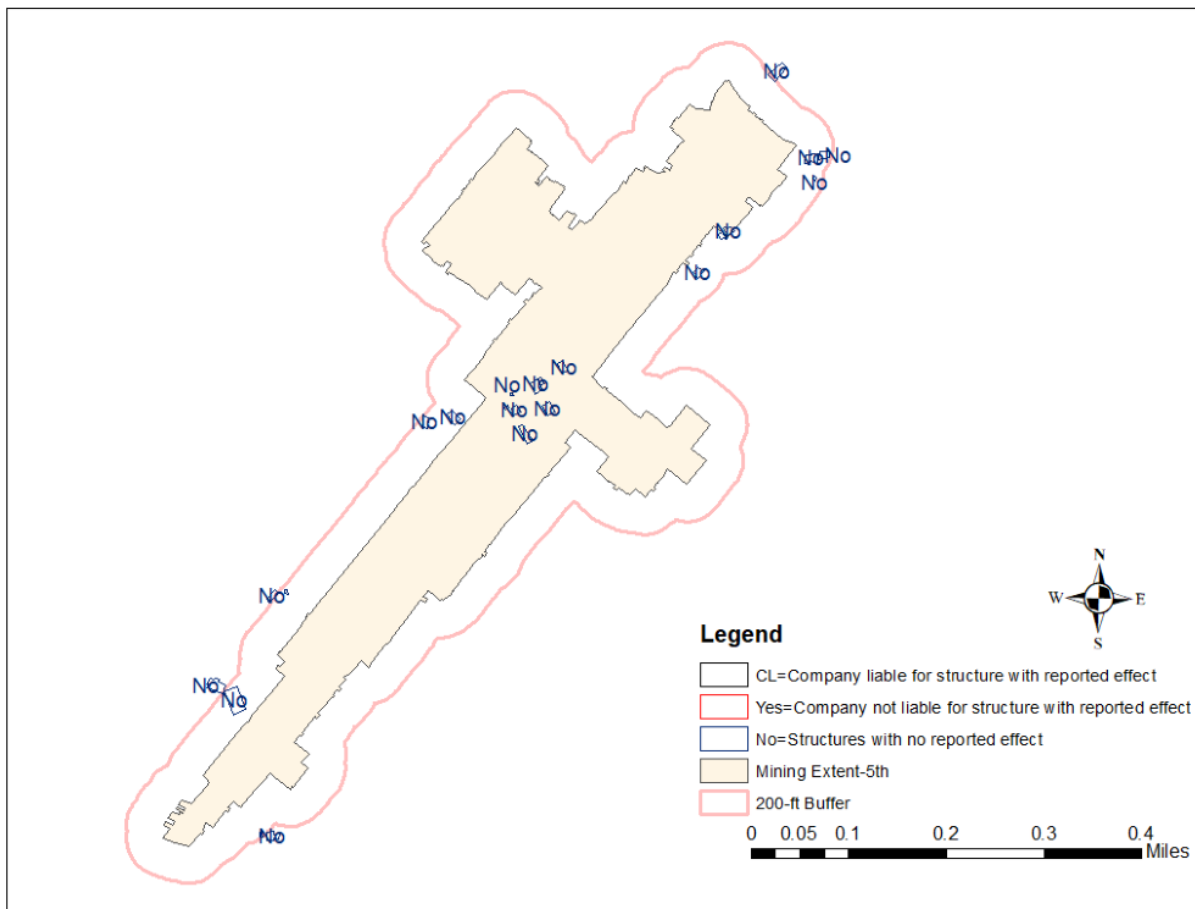 No
No No
No
No
No
No
No No
No No
No No
No
No
No
No
No
N
W E
S
Legend
CL=Company liable for structure with reported effect
Yes=Company not liable for structure with reported effect
No=Structures with no reported effect
Mining Extent-5th
200-ft Buffer
0 0.05 0.1 0.2 0.3 0.4
Miles